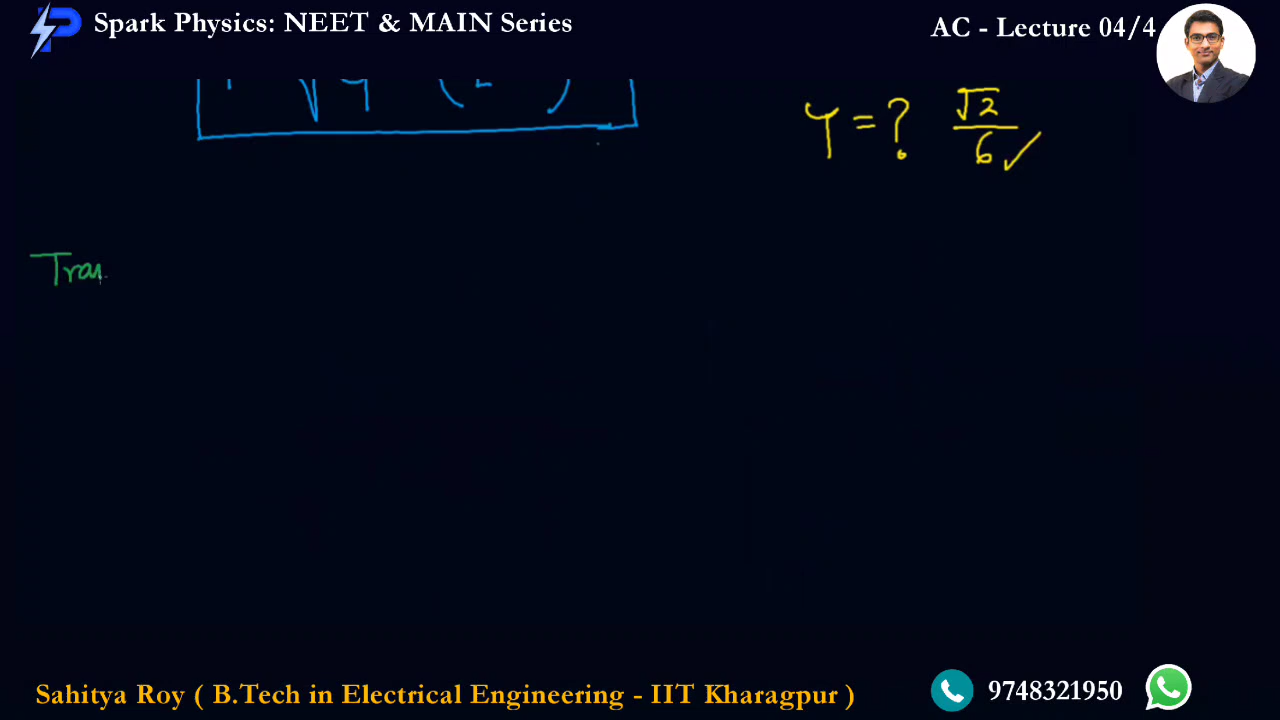 Spark Physics: NEET & MAIN Series
AC - Lecture 04/4
Y = ? √2/6 ✓
Tran
Sahitya Roy ( B.Tech in Electrical Engineering - IIT Kharagpur )
9748321950